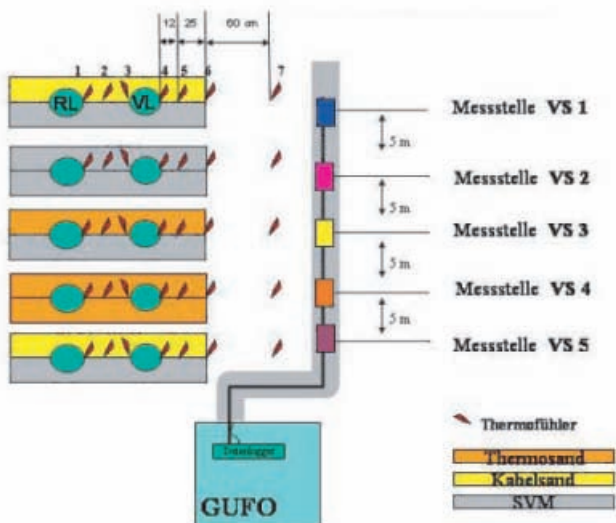 12 25 60 cm
1 2 3 4 5 6 7
RL VL
Messstelle VS 1
5 m
Messstelle VS 2
5 m
Messstelle VS 3
5 m
Messstelle VS 4
5 m
Messstelle VS 5
Thermofühler
Thermosand
Kabelsand
SVM
Datenlogger
GUFO